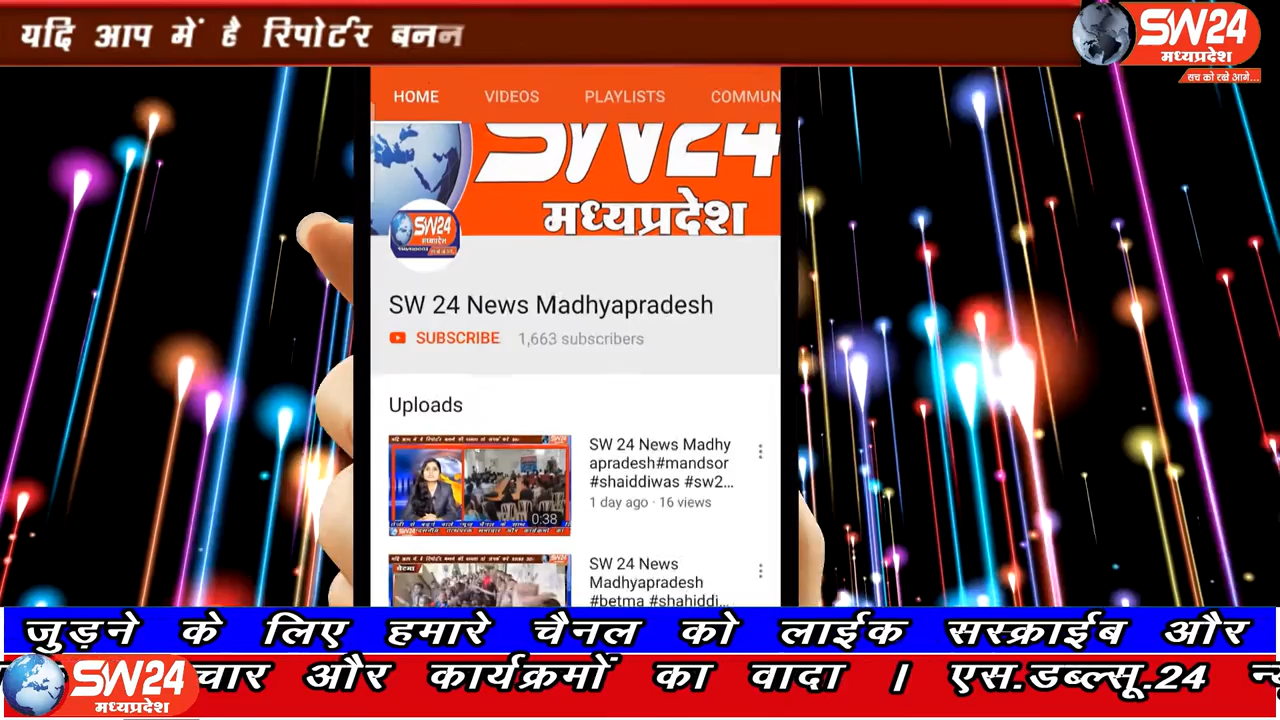 यदि आप में है रिपोर्टर बनन
SW24
मध्यप्रदेश
सच को रखे आगे...
HOME VIDEOS PLAYLISTS COMMUN
SW24
मध्यप्रदेश
SW24
SW 24 News Madhyapradesh
SUBSCRIBE 1,663 subscribers
Uploads
SW 24 News Madhy
apradesh#mandsor
#shaiddiwas #sw2...
1 day ago · 16 views
0:38
SW 24 News
Madhyapradesh
#betma #shahiddi...
बेटमा
जुड़ने के लिए हमारे चैनल को लाईक सस्क्राईब और
चार और कार्यक्रमों का वादा । एस.डब्ल्सू.24 न्यू
SW24
मध्यप्रदेश